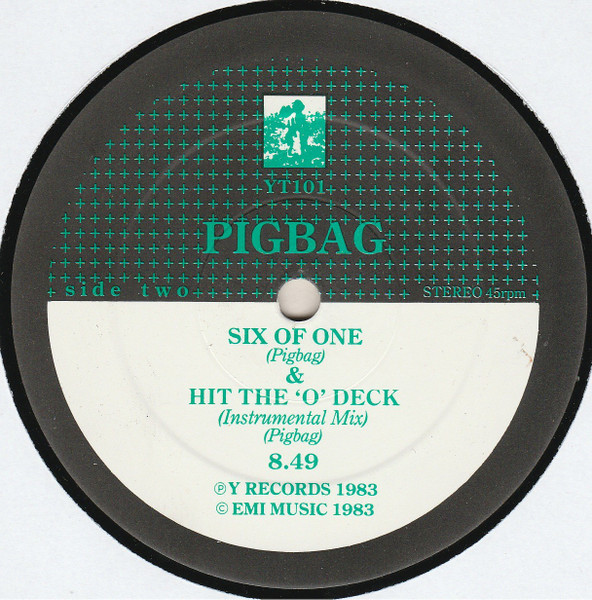 YT101
PIGBAG
side two
STEREO 45rpm
SIX OF ONE
(Pigbag)
&
HIT THE ‘O’ DECK
(Instrumental Mix)
(Pigbag)
8.49
℗ Y RECORDS 1983
© EMI MUSIC 1983